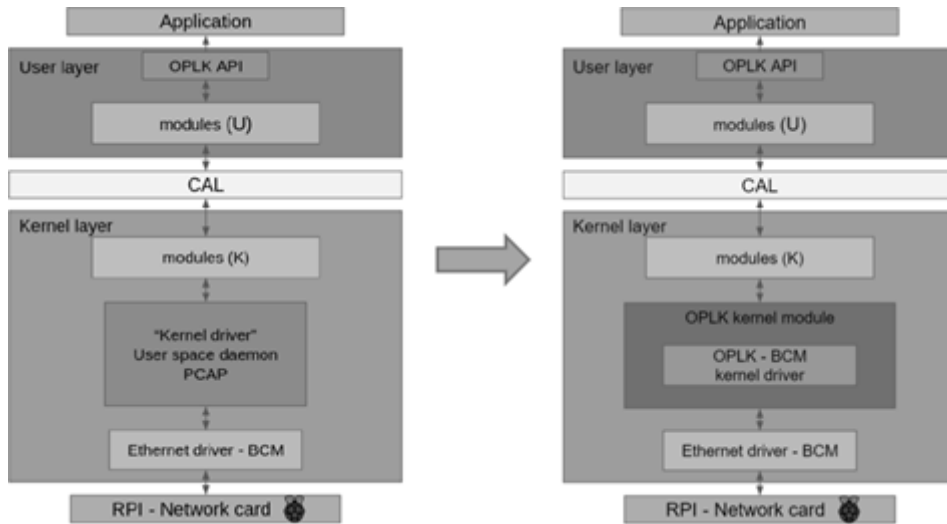 Application
User layer
OPLK API
modules (U)
CAL
Kernel layer
modules (K)
"Kernel driver"
User space daemon
PCAP
Ethernet driver - BCM
RPI - Network card
Application
User layer
OPLK API
modules (U)
CAL
Kernel layer
modules (K)
OPLK kernel module
OPLK - BCM
kernel driver
Ethernet driver - BCM
RPI - Network card